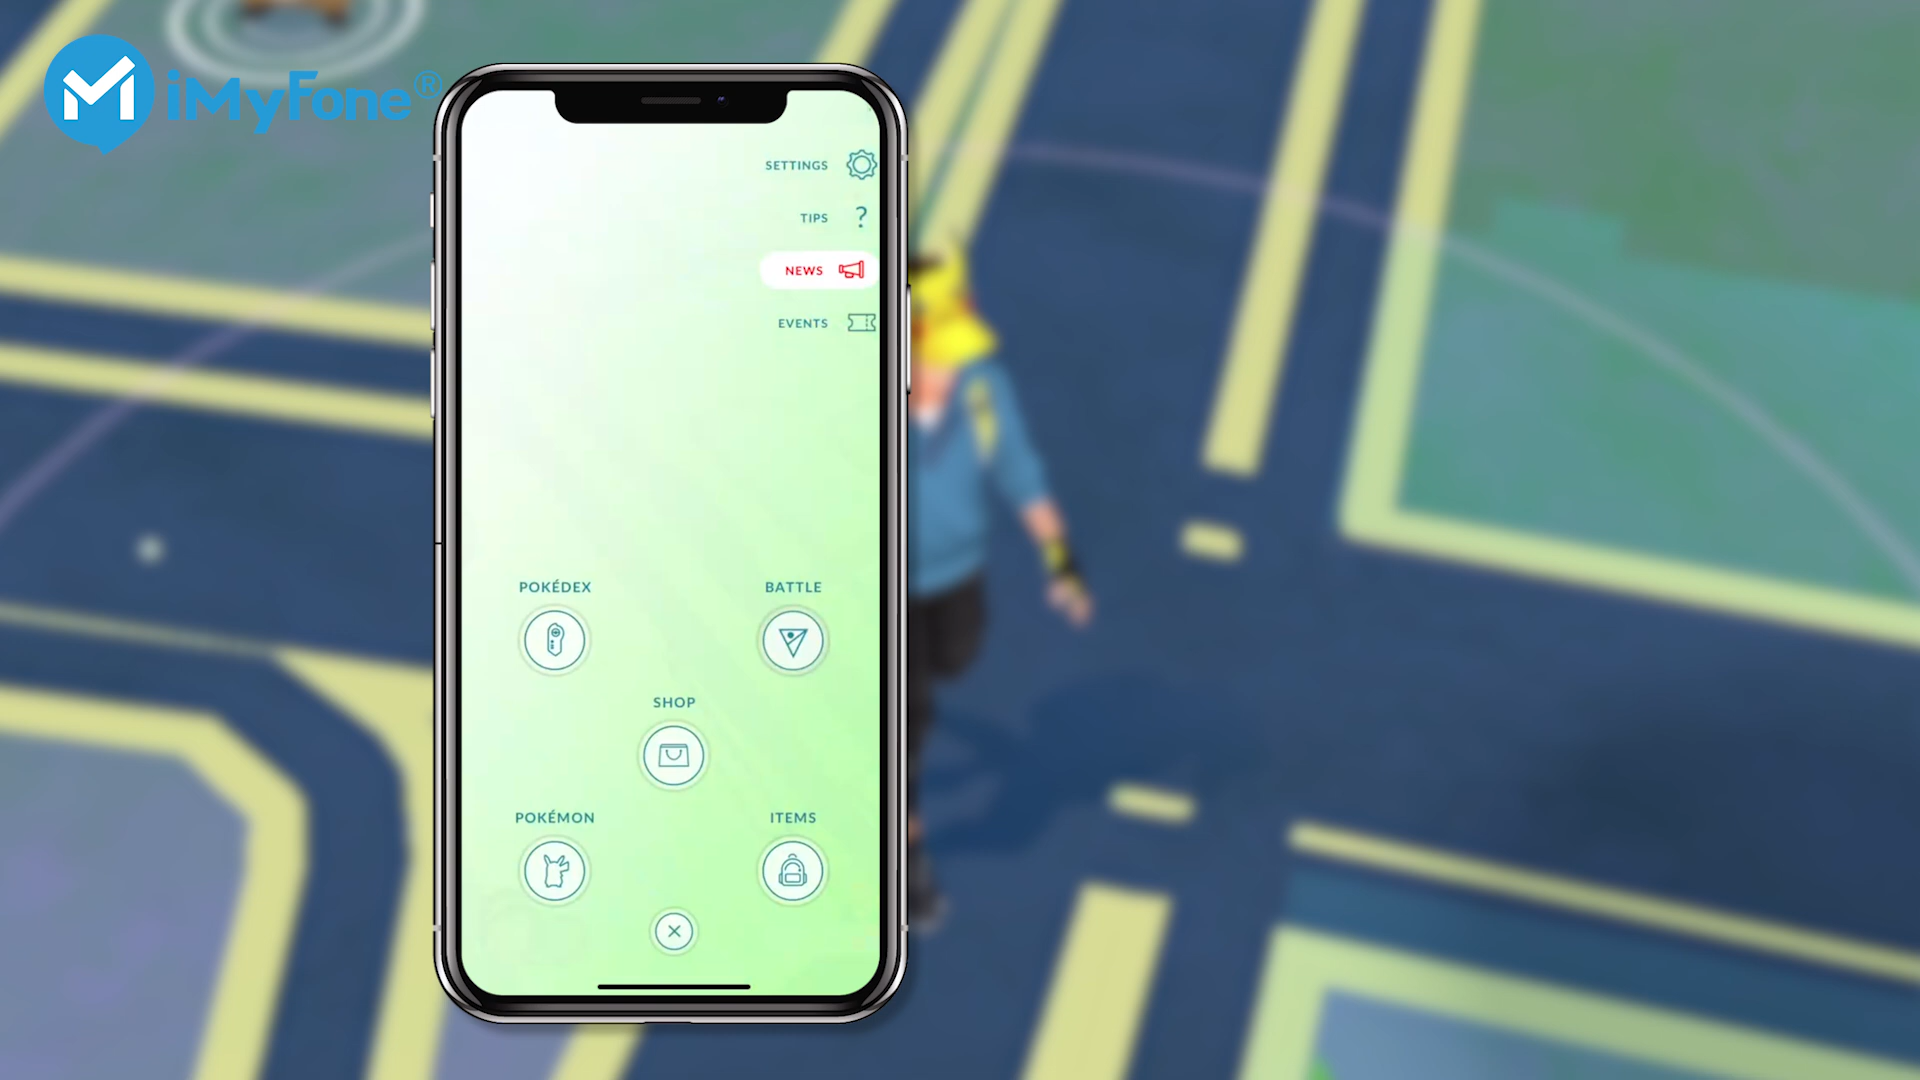 iMyFone®
SETTINGS
TIPS ?
NEWS
EVENTS
POKÉDEX
BATTLE
SHOP
POKÉMON
ITEMS